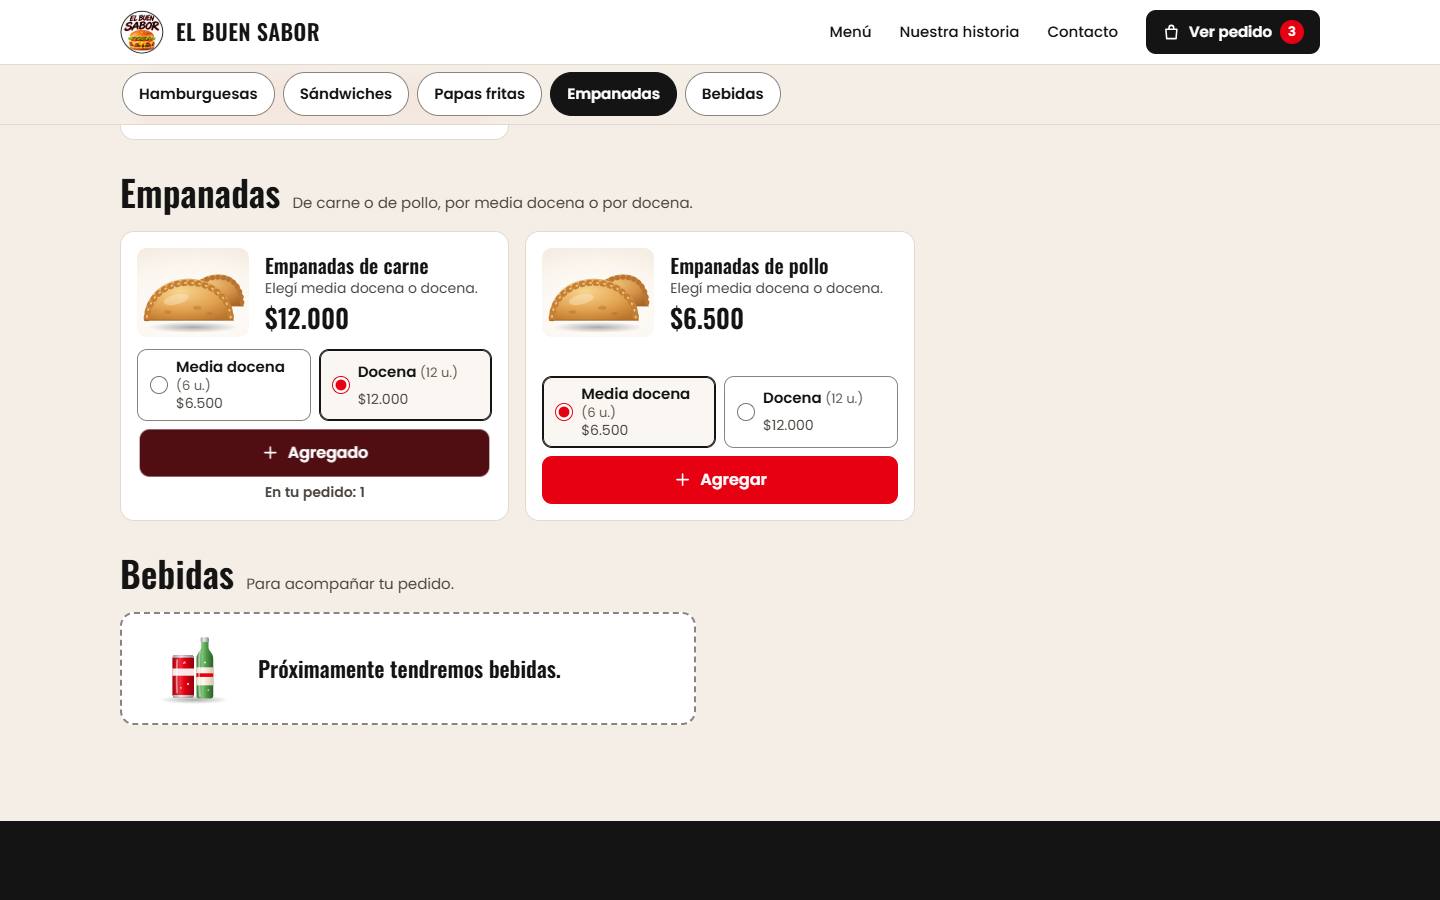 EL BUEN SABOR
EL BUEN SABOR
Menú
Nuestra historia
Contacto
Ver pedido 3
Hamburguesas
Sándwiches
Papas fritas
Empanadas
Bebidas
Empanadas De carne o de pollo, por media docena o por docena.
Empanadas de carne
Elegí media docena o docena.
$12.000
Media docena
(6 u.)
$6.500
Docena (12 u.)
$12.000
+ Agregado
En tu pedido: 1
Empanadas de pollo
Elegí media docena o docena.
$6.500
Media docena
(6 u.)
$6.500
Docena (12 u.)
$12.000
+ Agregar
Bebidas Para acompañar tu pedido.
Próximamente tendremos bebidas.